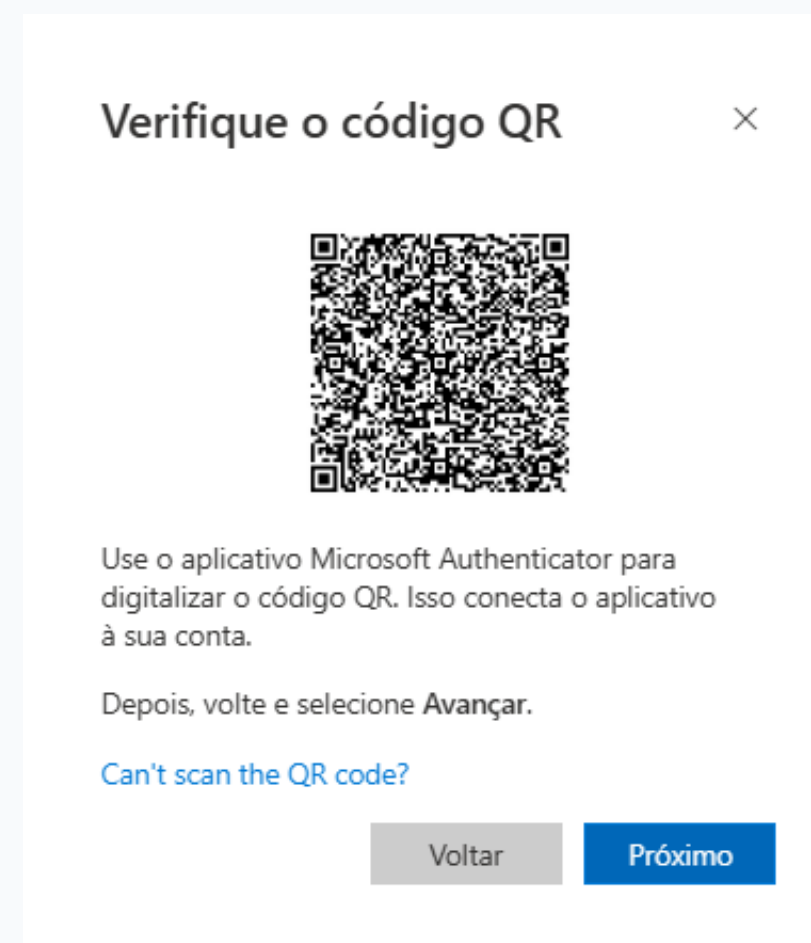 Verifique o código QR
Use o aplicativo Microsoft Authenticator para
digitalizar o código QR. Isso conecta o aplicativo
à sua conta.
Depois, volte e selecione Avançar.
Can't scan the QR code?
Voltar
Próximo